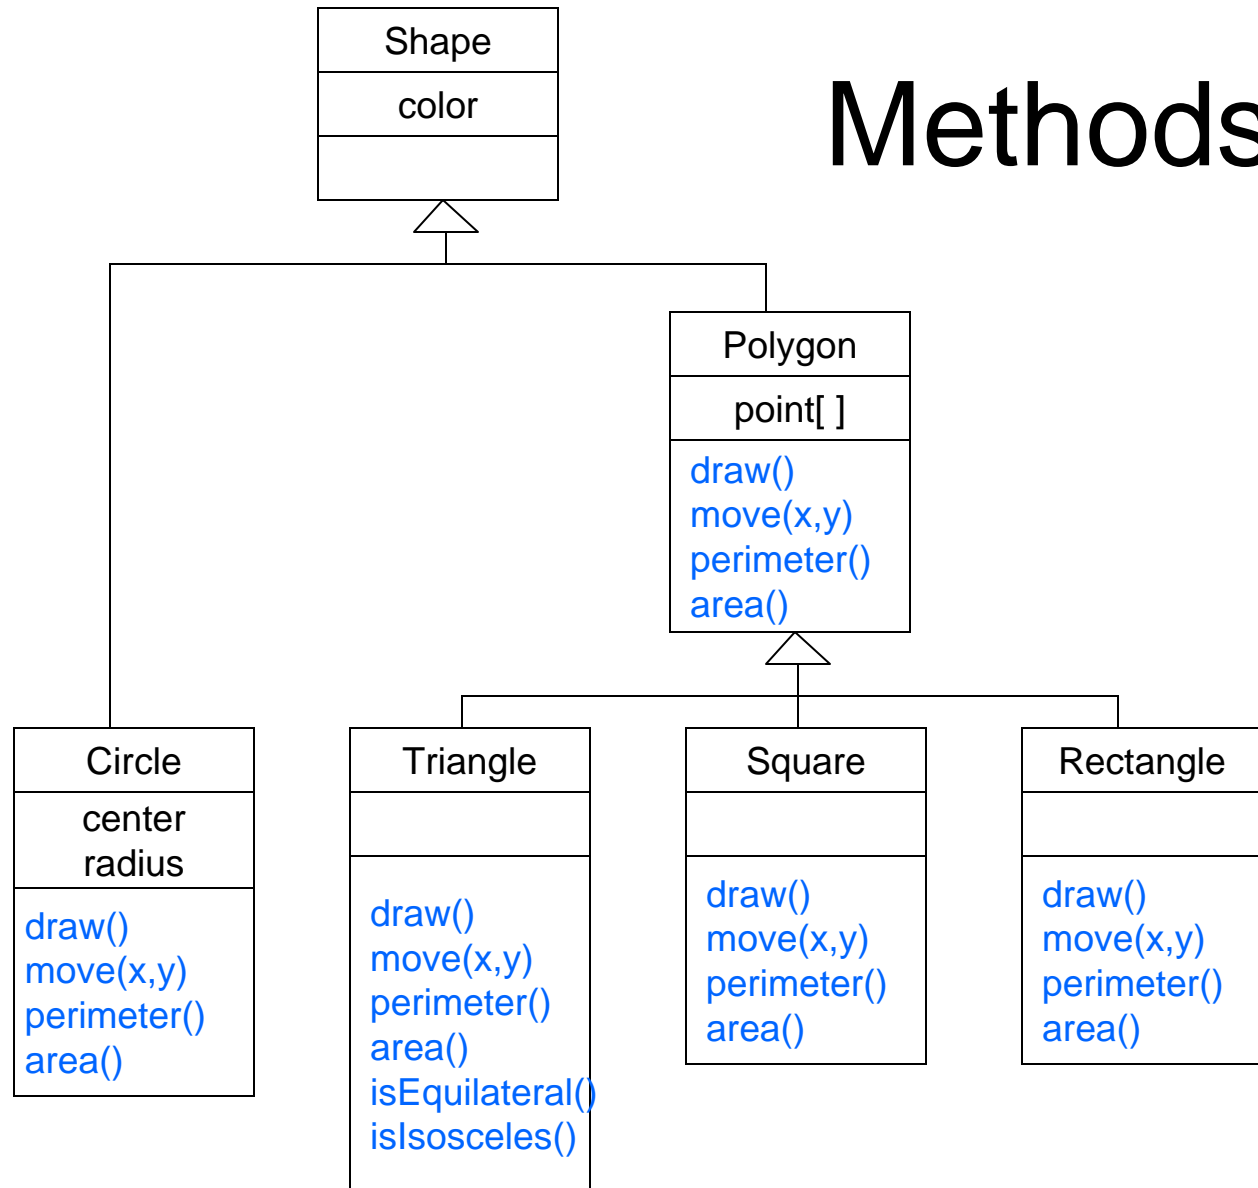 Shape
color
Methods
Polygon
point[ ]
draw()
move(x,y)
perimeter()
area()
Circle
center
radius
draw()
move(x,y)
perimeter()
area()
Triangle
draw()
move(x,y)
perimeter()
area()
isEquilateral()
isIsosceles()
Square
draw()
move(x,y)
perimeter()
area()
Rectangle
draw()
move(x,y)
perimeter()
area()